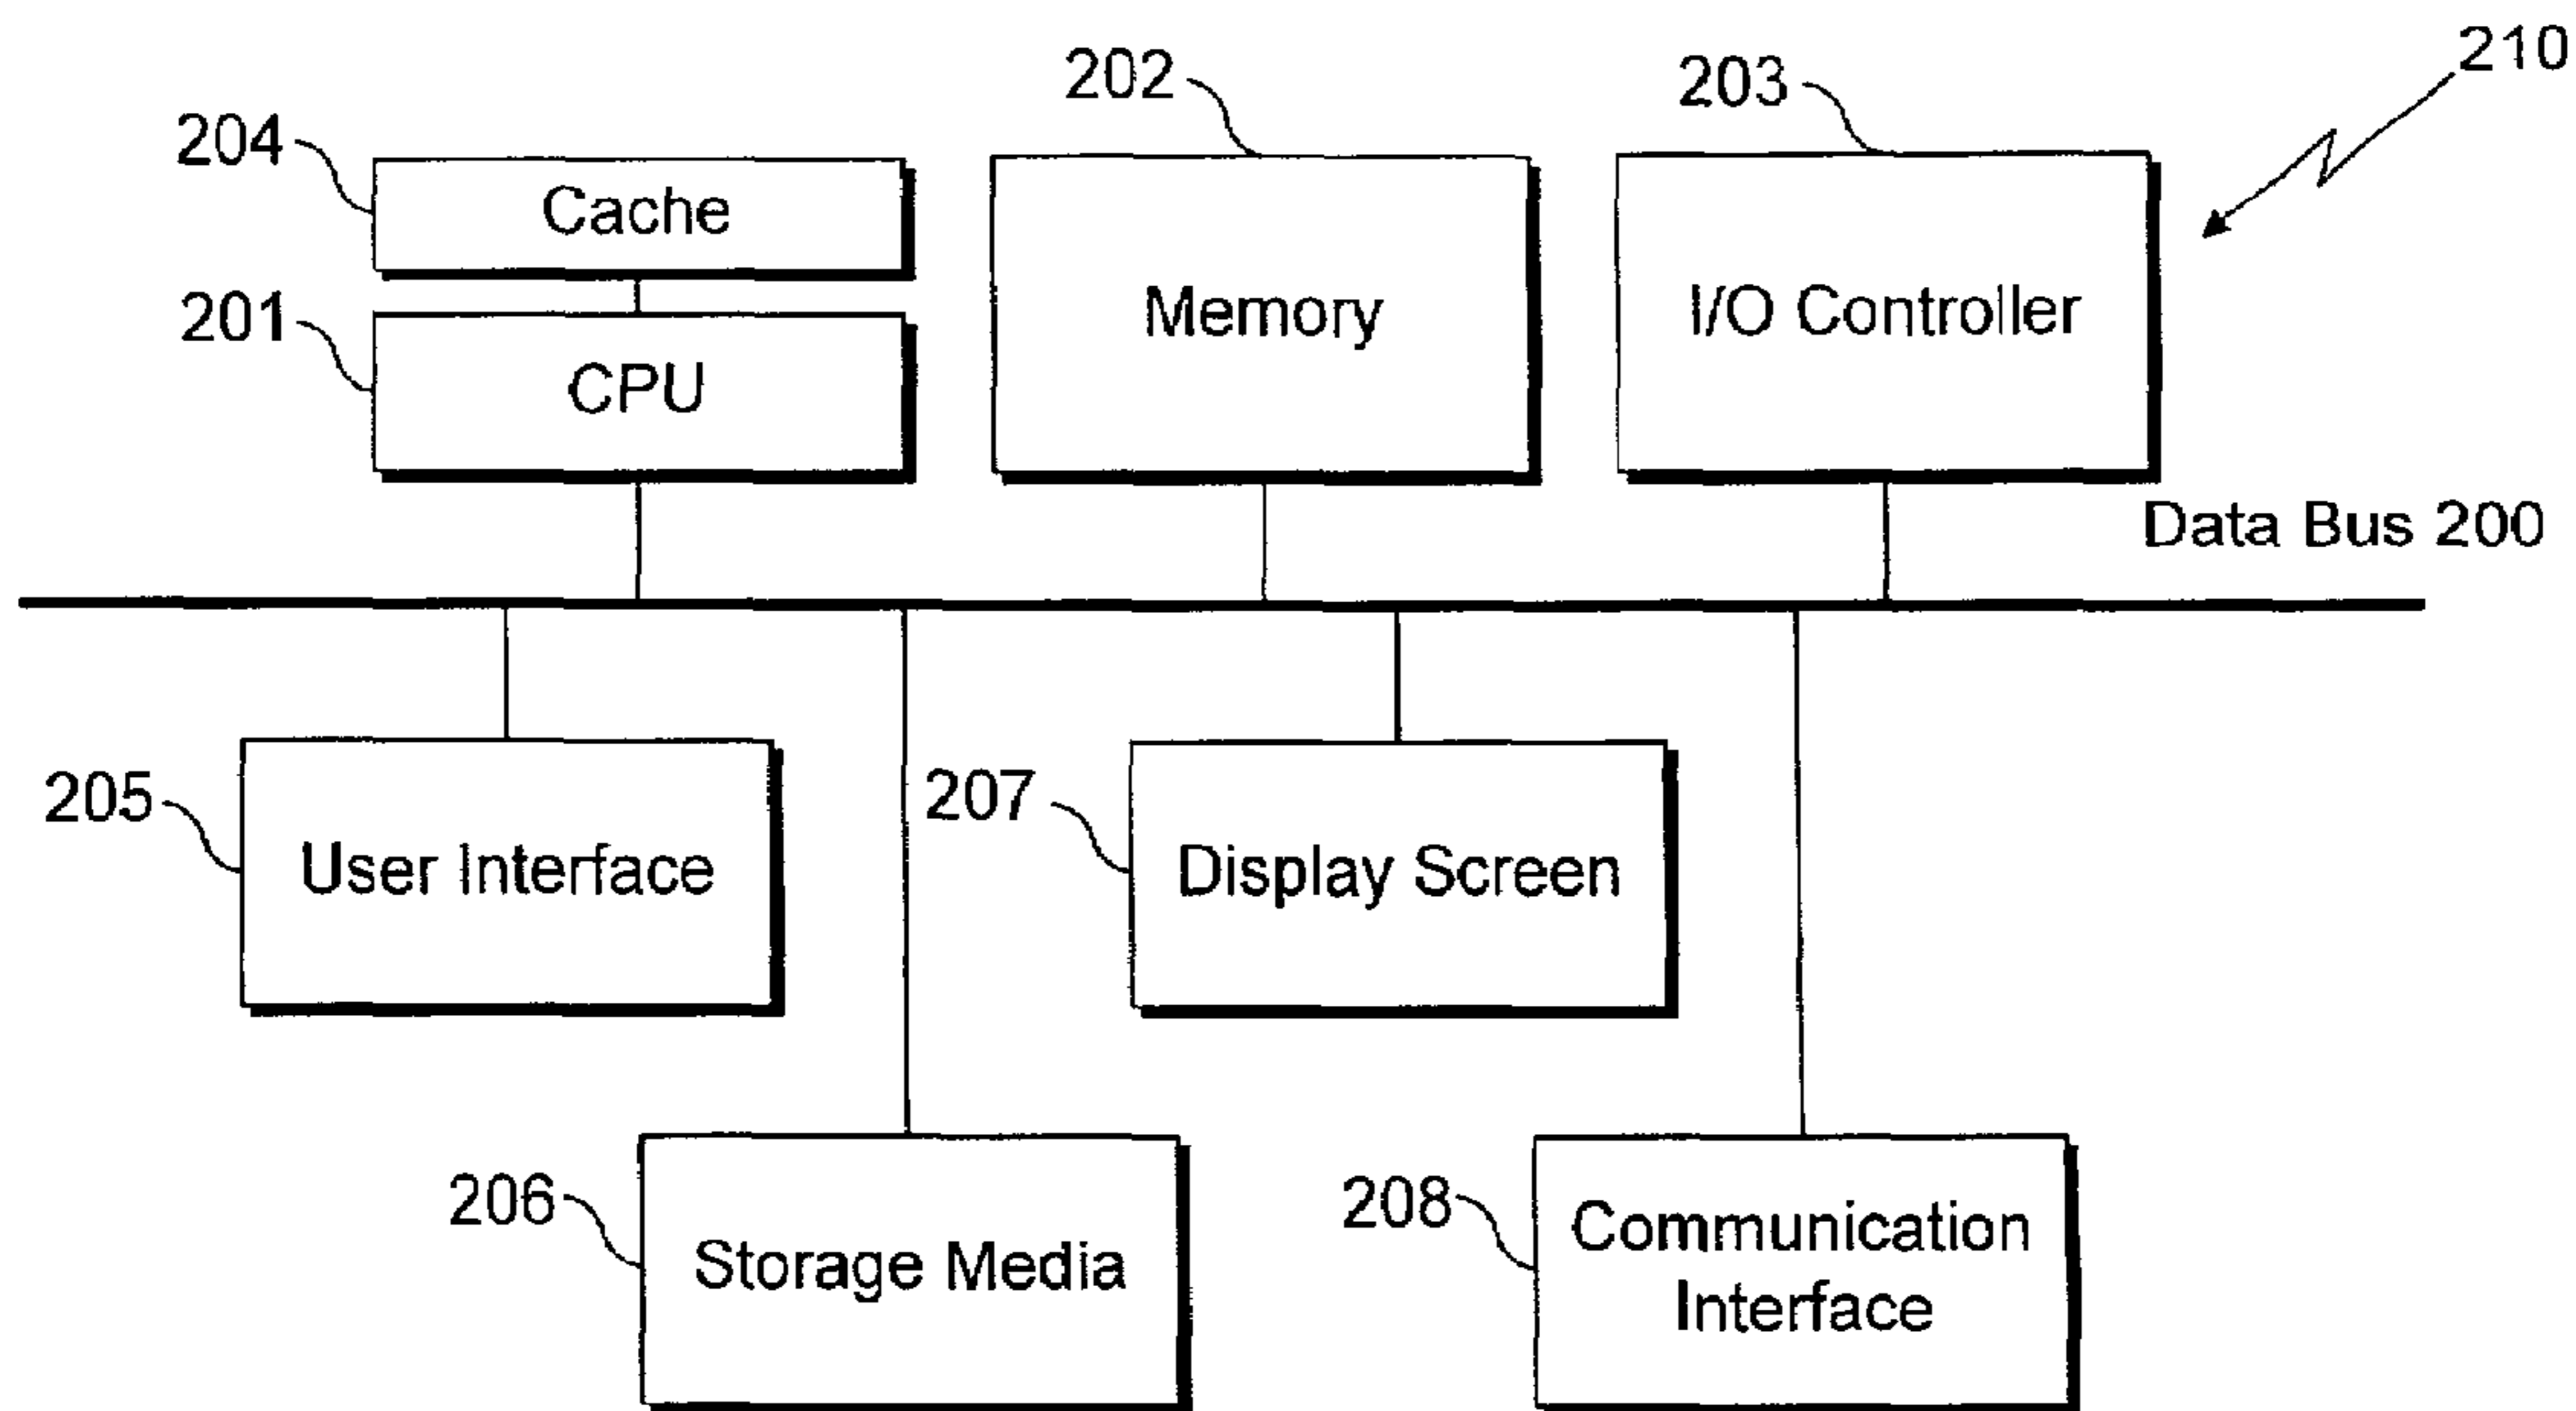 210
202
203
204
Cache
201
CPU
Memory
I/O Controller
Data Bus 200
205
User Interface
207
Display Screen
206
Storage Media
208
Communication
Interface